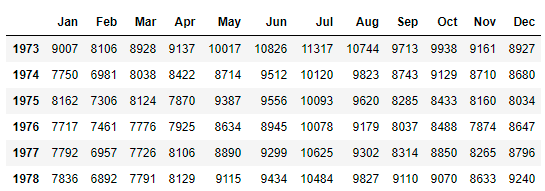 Jan Feb Mar Apr May Jun Jul Aug Sep Oct Nov Dec
1973 9007 8106 8928 9137 10017 10826 11317 10744 9713 9938 9161 8927
1974 7750 6981 8038 8422 8714 9512 10120 9823 8743 9129 8710 8680
1975 8162 7306 8124 7870 9387 9556 10093 9620 8285 8433 8160 8034
1976 7717 7461 7776 7925 8634 8945 10078 9179 8037 8488 7874 8647
1977 7792 6957 7726 8106 8890 9299 10625 9302 8314 8850 8265 8796
1978 7836 6892 7791 8129 9115 9434 10484 9827 9110 9070 8633 9240